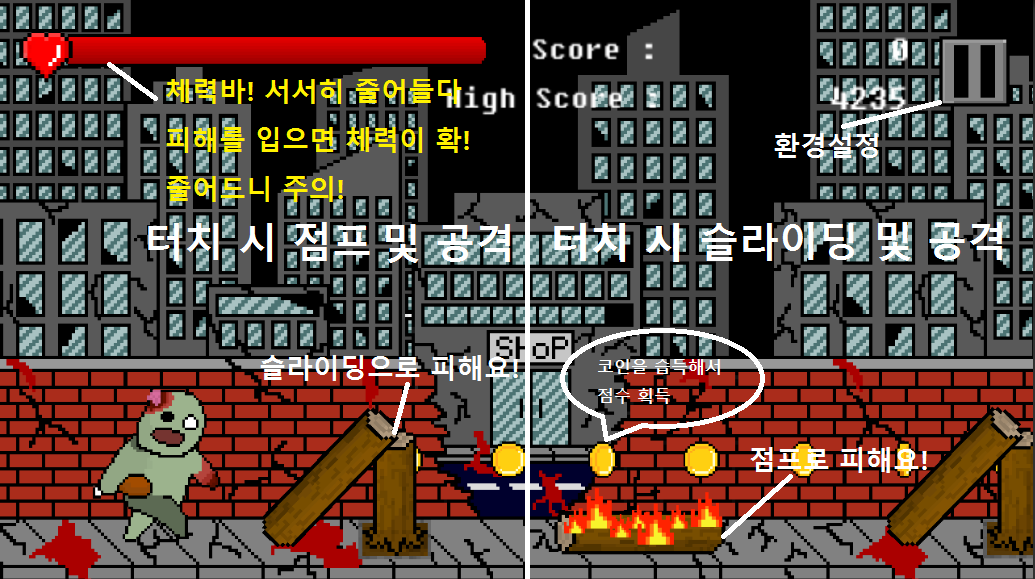 Score : 0
High Score : 4235
체력바! 서서히 줄어들다
피해를 입으면 체력이 확!
줄어드니 주의!
환경설정
터치 시 점프 및 공격
터치 시 슬라이딩 및 공격
SHOP
슬라이딩으로 피해요!
코인을 습득해서
점수 획득
점프로 피해요!